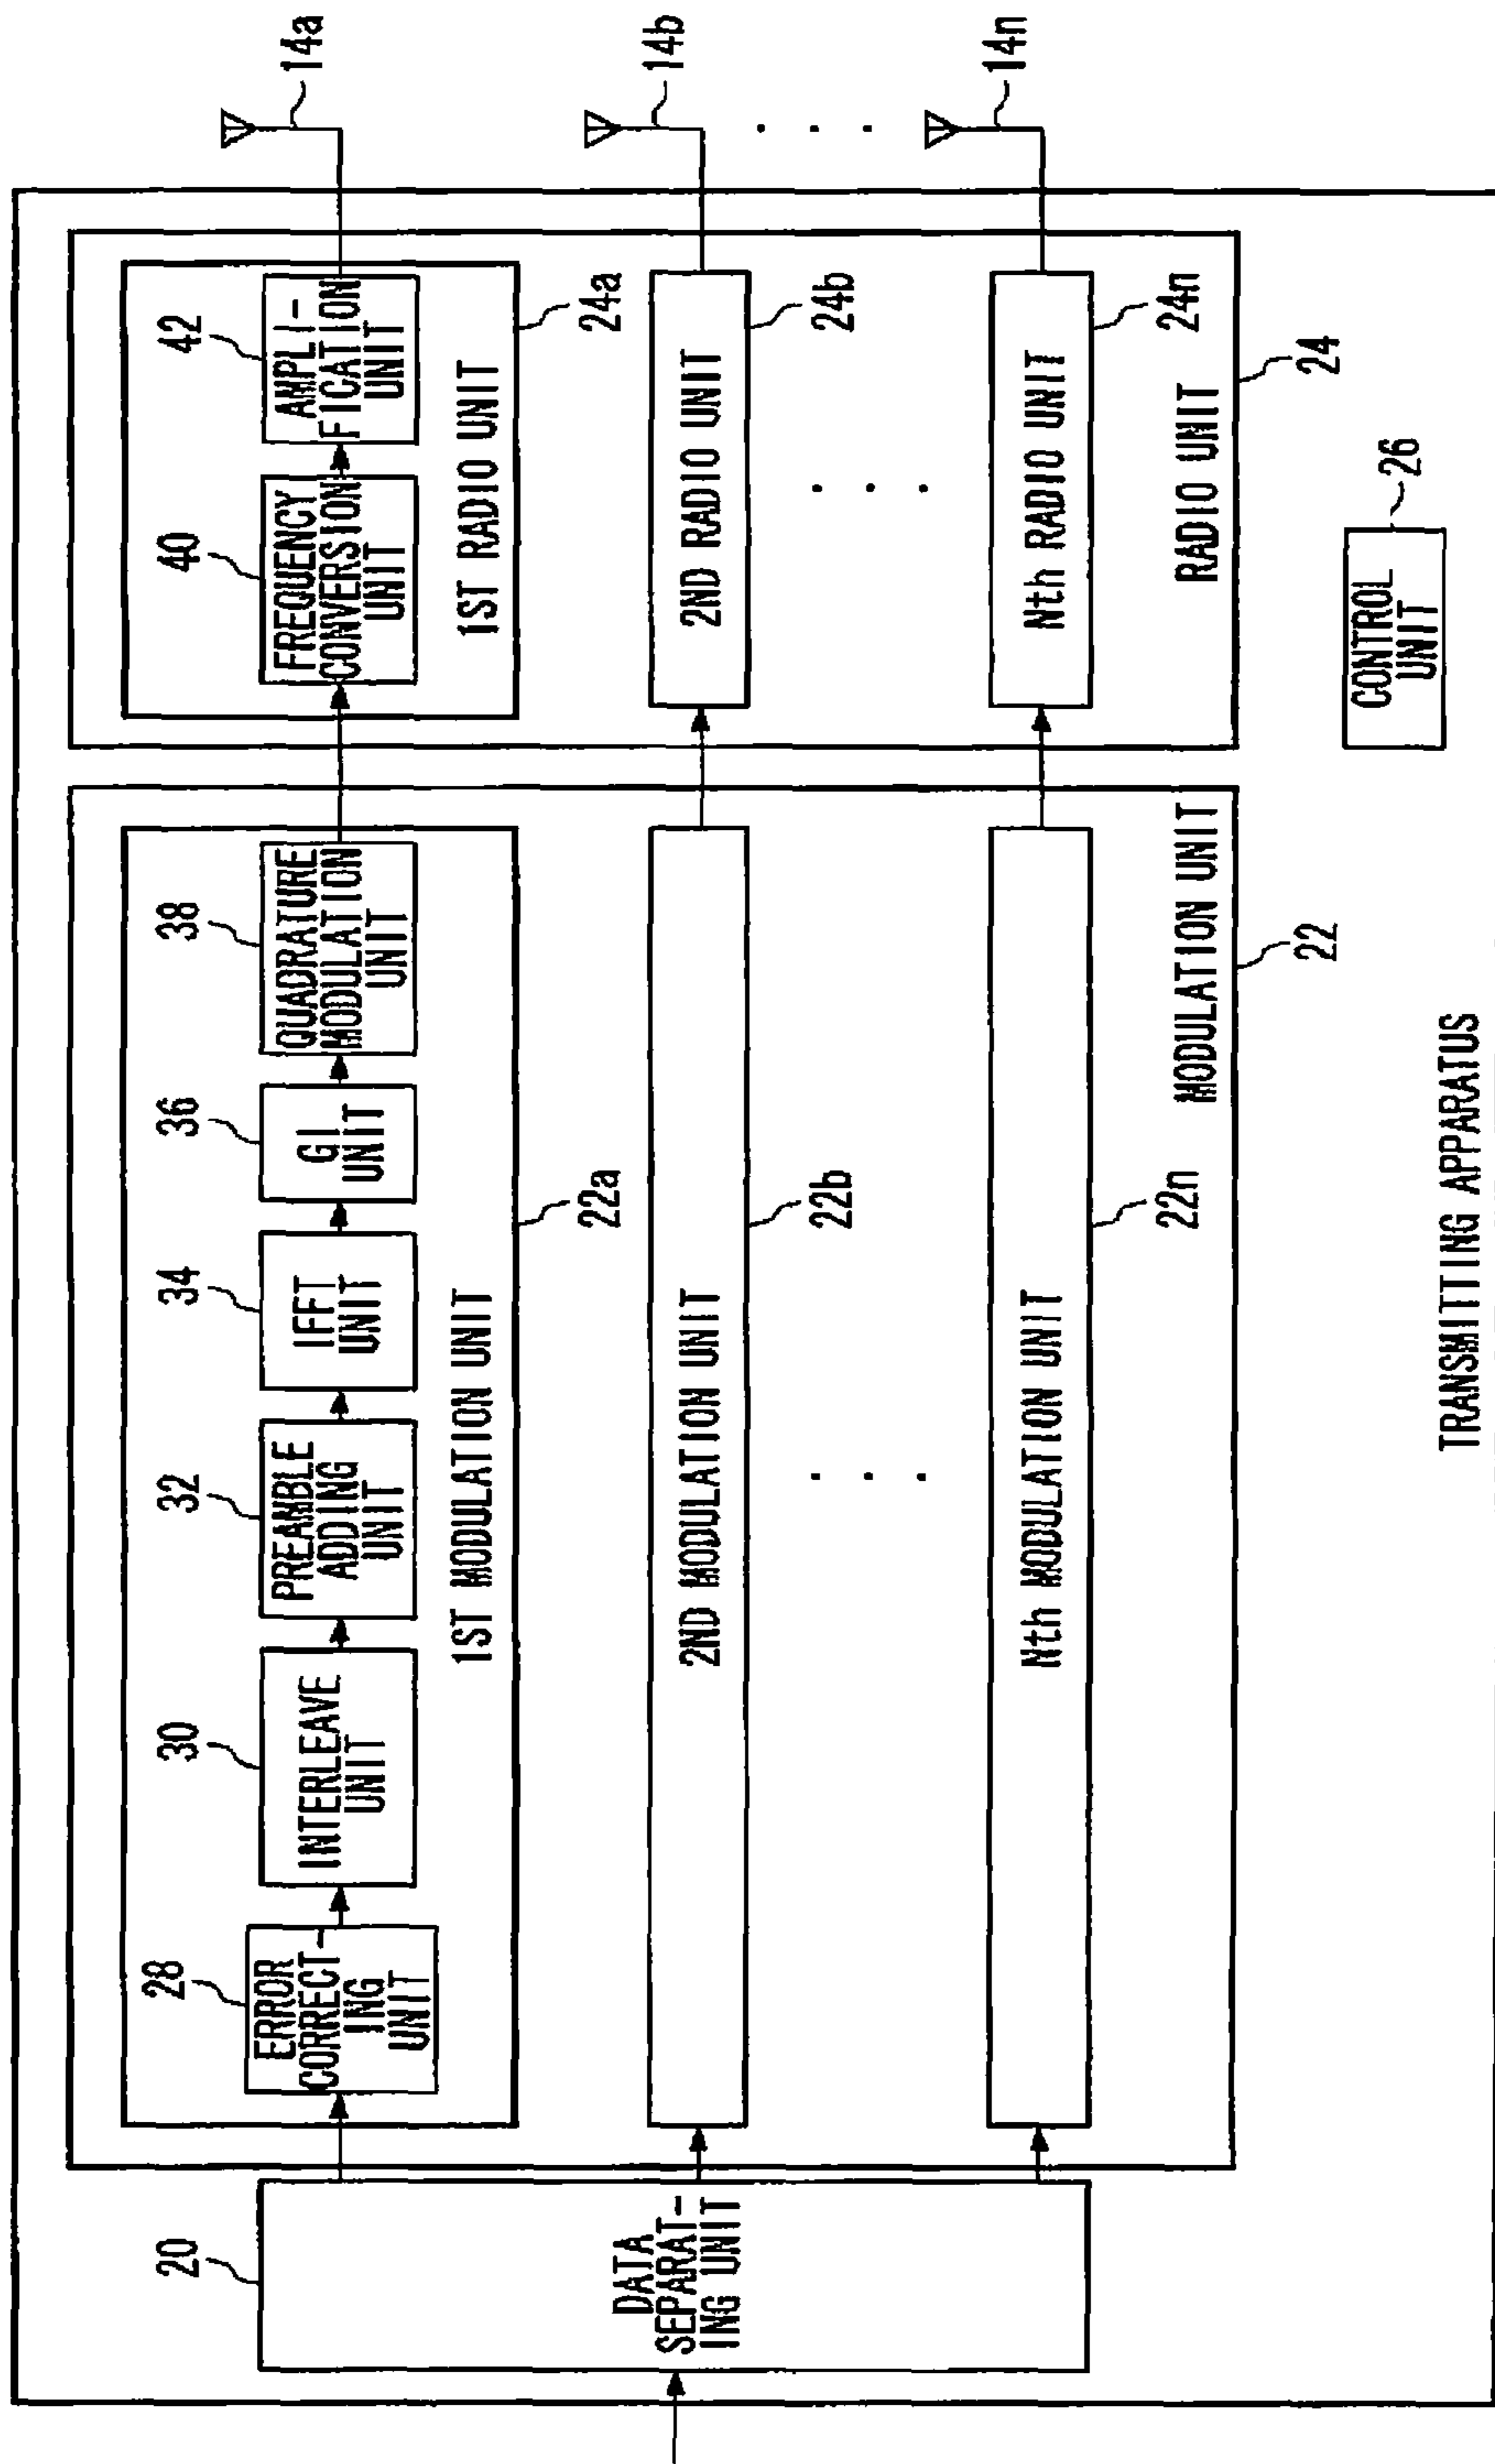 20
DATA
SEPARAT-
ING UNIT
28
ERROR
CORRECT-
ING
UNIT
30
INTERLEAVE
UNIT
32
PREAMBLE
ADDING
UNIT
34
IFFT
UNIT
36
GI
UNIT
38
QUADRATURE
MODULATION
UNIT
1ST MODULATION UNIT
22a
2ND MODULATION UNIT
22b
. . .
Nth MODULATION UNIT
22n
MODULATION UNIT
22
40
FREQUENCY
CONVERSION
UNIT
42
AMPLI-
FICATION
UNIT
1ST RADIO UNIT
24a
2ND RADIO UNIT
24b
. . .
Nth RADIO UNIT
24n
RADIO UNIT
24
14a
14b
. . .
14n
CONTROL
UNIT
26
TRANSMITTING APPARATUS